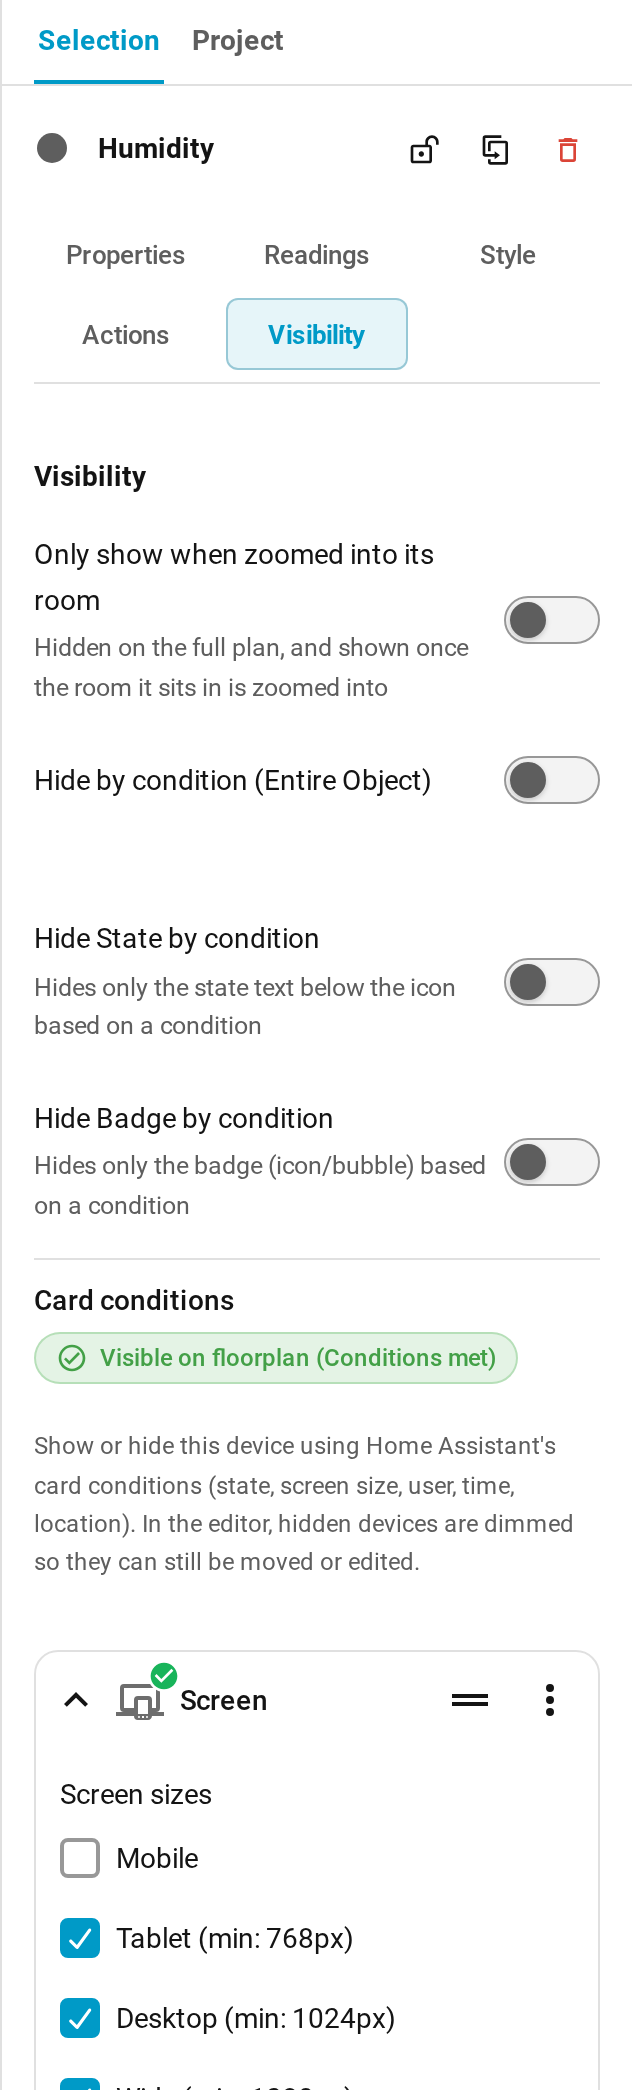 Selection Project
Humidity
Properties Readings Style
Actions Visibility
Visibility
Only show when zoomed into its
room
Hidden on the full plan, and shown once
the room it sits in is zoomed into
Hide by condition (Entire Object)
Hide State by condition
Hides only the state text below the icon
based on a condition
Hide Badge by condition
Hides only the badge (icon/bubble) based
on a condition
Card conditions
Visible on floorplan (Conditions met)
Show or hide this device using Home Assistant's
card conditions (state, screen size, user, time,
location). In the editor, hidden devices are dimmed
so they can still be moved or edited.
Screen
Screen sizes
Mobile
Tablet (min: 768px)
Desktop (min: 1024px)